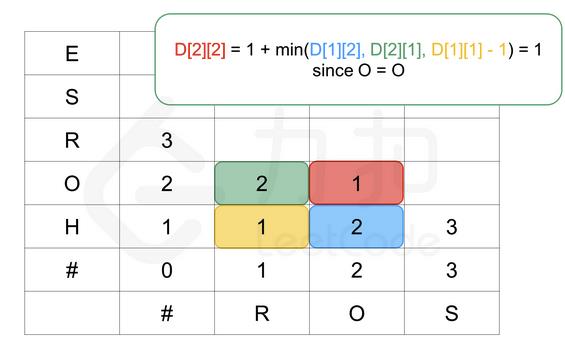 D[2][2] = 1 + min(D[1][2], D[2][1], D[1][1] - 1) = 1
since O = O
E
S
R 3
O 2 2 1
H 1 1 2 3
# 0 1 2 3
# R O S
力扣
LeetCode